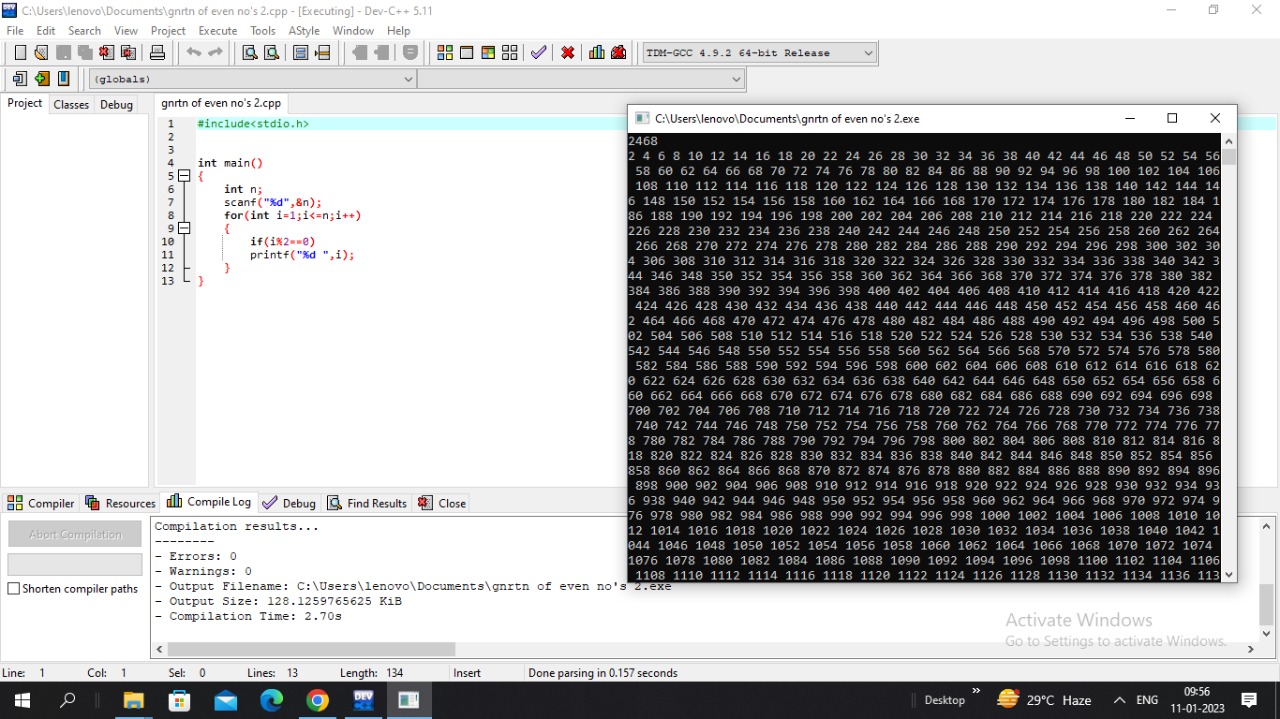 C:\Users\lenovo\Documents\gnrtn of even no's 2.cpp - [Executing] - Dev-C++ 5.11
File Edit Search View Project Execute Tools AStyle Window Help
TDM-GCC 4.9.2 64-bit Release
(globals)
Project Classes Debug
gnrtn of even no's 2.cpp
1 #include<stdio.h>
2
3
4 int main()
5 {
6 int n;
7 scanf("%d",&n);
8 for(int i=1;i<=n;i++)
9 {
10 if(i%2==0)
11 printf("%d ",i);
12 }
13 }
C:\Users\lenovo\Documents\gnrtn of even no's 2.exe
2468
2 4 6 8 10 12 14 16 18 20 22 24 26 28 30 32 34 36 38 40 42 44 46 48 50 52 54 56
58 60 62 64 66 68 70 72 74 76 78 80 82 84 86 88 90 92 94 96 98 100 102 104 106
108 110 112 114 116 118 120 122 124 126 128 130 132 134 136 138 140 142 144 14
6 148 150 152 154 156 158 160 162 164 166 168 170 172 174 176 178 180 182 184 1
86 188 190 192 194 196 198 200 202 204 206 208 210 212 214 216 218 220 222 224
226 228 230 232 234 236 238 240 242 244 246 248 250 252 254 256 258 260 262 264
266 268 270 272 274 276 278 280 282 284 286 288 290 292 294 296 298 300 302 30
4 306 308 310 312 314 316 318 320 322 324 326 328 330 332 334 336 338 340 342 3
44 346 348 350 352 354 356 358 360 362 364 366 368 370 372 374 376 378 380 382
384 386 388 390 392 394 396 398 400 402 404 406 408 410 412 414 416 418 420 422
424 426 428 430 432 434 436 438 440 442 444 446 448 450 452 454 456 458 460 46
2 464 466 468 470 472 474 476 478 480 482 484 486 488 490 492 494 496 498 500 5
02 504 506 508 510 512 514 516 518 520 522 524 526 528 530 532 534 536 538 540
542 544 546 548 550 552 554 556 558 560 562 564 566 568 570 572 574 576 578 580
582 584 586 588 590 592 594 596 598 600 602 604 606 608 610 612 614 616 618 62
0 622 624 626 628 630 632 634 636 638 640 642 644 646 648 650 652 654 656 658 6
60 662 664 666 668 670 672 674 676 678 680 682 684 686 688 690 692 694 696 698
700 702 704 706 708 710 712 714 716 718 720 722 724 726 728 730 732 734 736 738
740 742 744 746 748 750 752 754 756 758 760 762 764 766 768 770 772 774 776 77
8 780 782 784 786 788 790 792 794 796 798 800 802 804 806 808 810 812 814 816 8
18 820 822 824 826 828 830 832 834 836 838 840 842 844 846 848 850 852 854 856
858 860 862 864 866 868 870 872 874 876 878 880 882 884 886 888 890 892 894 896
898 900 902 904 906 908 910 912 914 916 918 920 922 924 926 928 930 932 934 93
6 938 940 942 944 946 948 950 952 954 956 958 960 962 964 966 968 970 972 974 9
76 978 980 982 984 986 988 990 992 994 996 998 1000 1002 1004 1006 1008 1010 10
12 1014 1016 1018 1020 1022 1024 1026 1028 1030 1032 1034 1036 1038 1040 1042 1
044 1046 1048 1050 1052 1054 1056 1058 1060 1062 1064 1066 1068 1070 1072 1074
1076 1078 1080 1082 1084 1086 1088 1090 1092 1094 1096 1098 1100 1102 1104 1106
1108 1110 1112 1114 1116 1118 1120 1122 1124 1126 1128 1130 1132 1134 1136 113
Compiler Resources Compile Log Debug Find Results Close
Abort Compilation
Shorten compiler paths
Compilation results...
--------
- Errors: 0
- Warnings: 0
- Output Filename: C:\Users\lenovo\Documents\gnrtn of even no's 2.exe
- Output Size: 128.1259765625 KiB
- Compilation Time: 2.70s
Activate Windows
Go to Settings to activate Windows.
Line: 1 Col: 1 Sel: 0 Lines: 13 Length: 134 Insert Done parsing in 0.157 seconds
DEV
Desktop 29°C Haze ENG 09:56
11-01-2023